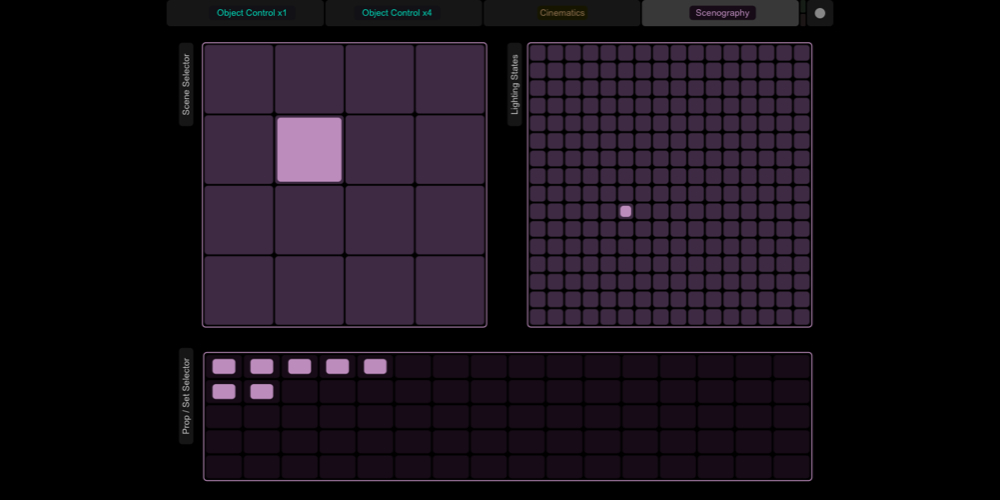 Object Control x1
Object Control x4
Cinematics
Scenography
Scene Selector
Lighting States
Prop / Set Selector